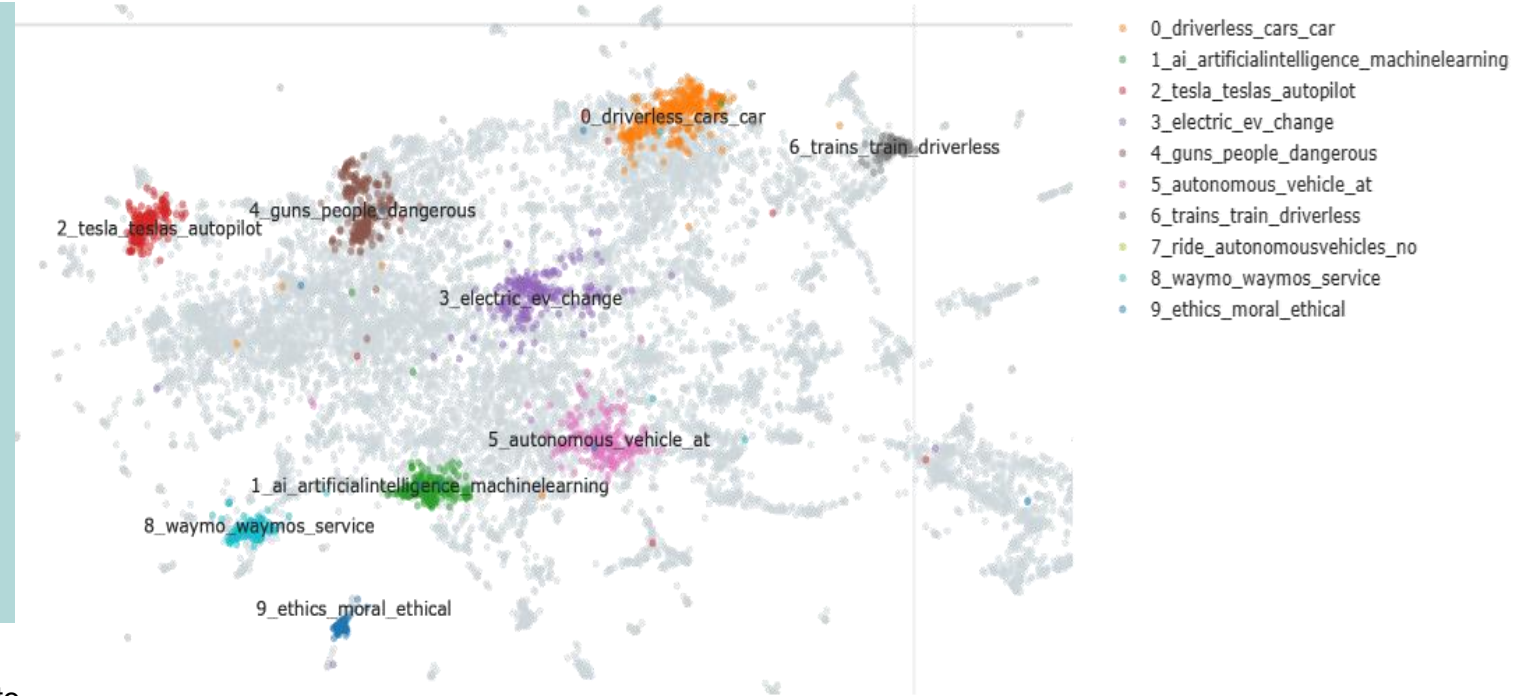 0_driverless_cars_car
6_trains_train_driverless
4_guns_people_dangerous
2_tesla_teslas_autopilot
3_electric_ev_change
5_autonomous_vehicle_at
1_ai_artificialintelligence_machinelearning
8_waymo_waymos_service
9_ethics_moral_ethical
0_driverless_cars_car
1_ai_artificialintelligence_machinelearning
2_tesla_teslas_autopilot
3_electric_ev_change
4_guns_people_dangerous
5_autonomous_vehicle_at
6_trains_train_driverless
7_ride_autonomousvehicles_no
8_waymo_waymos_service
9_ethics_moral_ethical